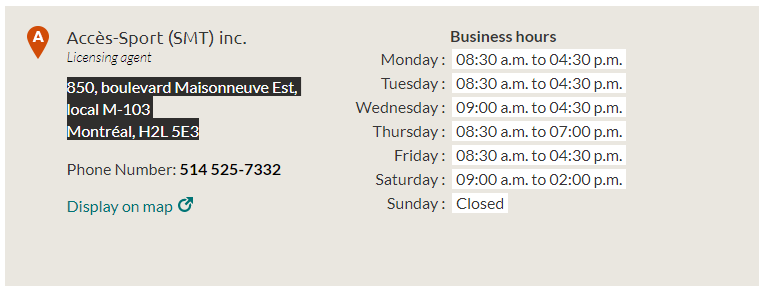 A
Accès-Sport (SMT) inc.
Licensing agent
850, boulevard Maisonneuve Est,
local M-103
Montréal, H2L 5E3
Phone Number: 514 525-7332
Display on map
Business hours
Monday : 08:30 a.m. to 04:30 p.m.
Tuesday : 08:30 a.m. to 04:30 p.m.
Wednesday : 09:00 a.m. to 04:30 p.m.
Thursday : 08:30 a.m. to 07:00 p.m.
Friday : 08:30 a.m. to 04:30 p.m.
Saturday : 09:00 a.m. to 02:00 p.m.
Sunday : Closed